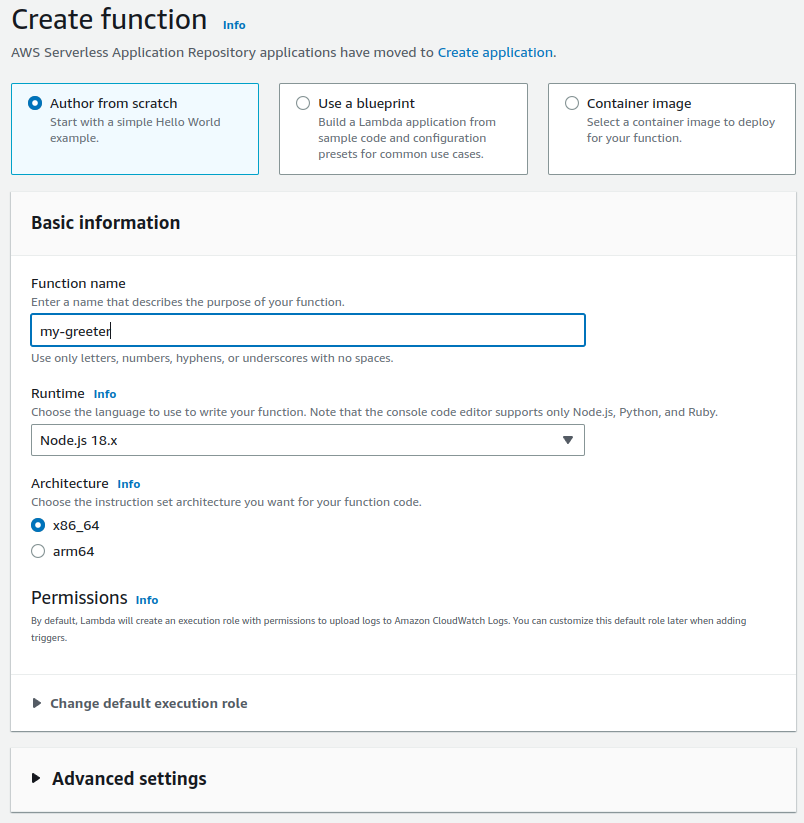 Create function Info
AWS Serverless Application Repository applications have moved to Create application.
Author from scratch
Start with a simple Hello World
example.
Use a blueprint
Build a Lambda application from
sample code and configuration
presets for common use cases.
Container image
Select a container image to deploy
for your function.
Basic information
Function name
Enter a name that describes the purpose of your function.
my-greeter
Use only letters, numbers, hyphens, or underscores with no spaces.
Runtime Info
Choose the language to use to write your function. Note that the console code editor supports only Node.js, Python, and Ruby.
Node.js 18.x
Architecture Info
Choose the instruction set architecture you want for your function code.
x86_64
arm64
Permissions Info
By default, Lambda will create an execution role with permissions to upload logs to Amazon CloudWatch Logs. You can customize this default role later when adding
triggers.
Change default execution role
Advanced settings